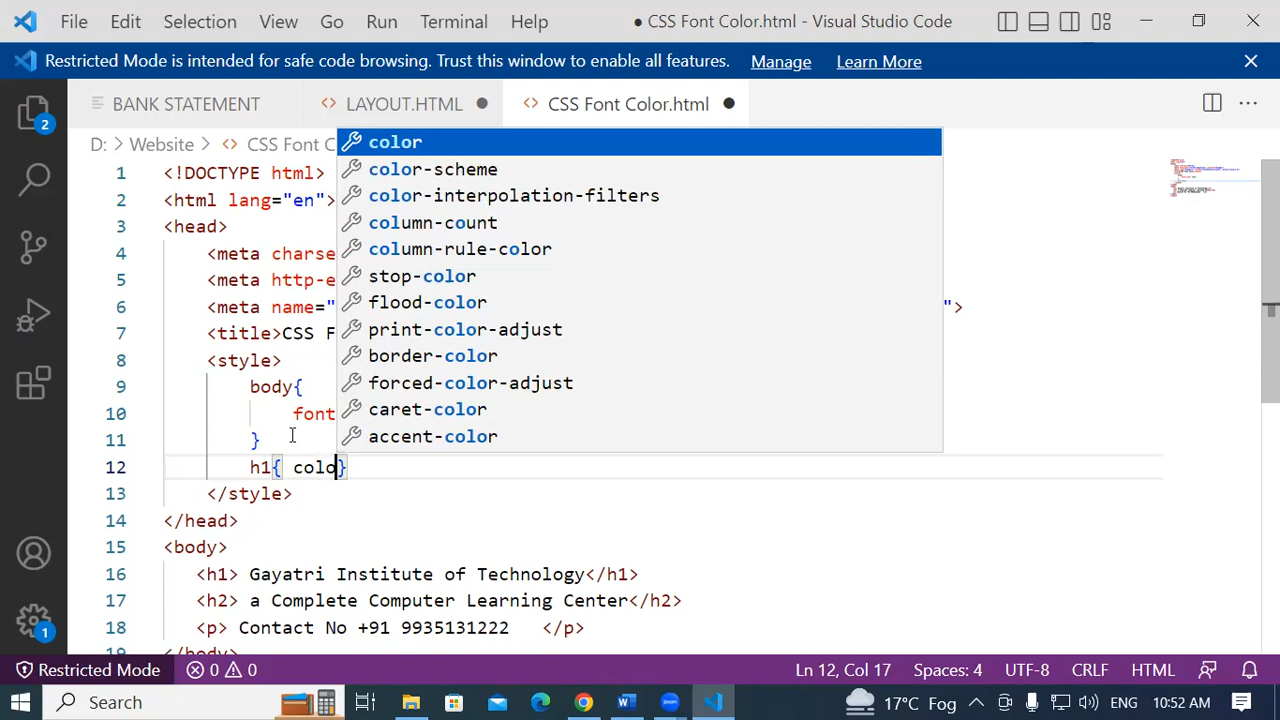 File Edit Selection View Go Run Terminal Help ● CSS Font Color.html - Visual Studio Code
Restricted Mode is intended for safe code browsing. Trust this window to enable all features. Manage Learn More
BANK STATEMENT LAYOUT.HTML ● CSS Font Color.html ●
D: > Website > CSS Font C
1 <!DOCTYPE html>
2 <html lang="en">
3 <head>
4 <meta charse
5 <meta http-e
6 <meta name=" ">
7 <title>CSS F
8 <style>
9 body{
10 font
11 }
12 h1{ colo}
13 </style>
14 </head>
15 <body>
16 <h1> Gayatri Institute of Technology</h1>
17 <h2> a Complete Computer Learning Center</h2>
18 <p> Contact No +91 9935131222 </p>
19 </body>
color
color-scheme
color-interpolation-filters
column-count
column-rule-color
stop-color
flood-color
print-color-adjust
border-color
forced-color-adjust
caret-color
accent-color
2
1
Restricted Mode 0 0 Ln 12, Col 17 Spaces: 4 UTF-8 CRLF HTML
Search 17°C Fog ENG 10:52 AM